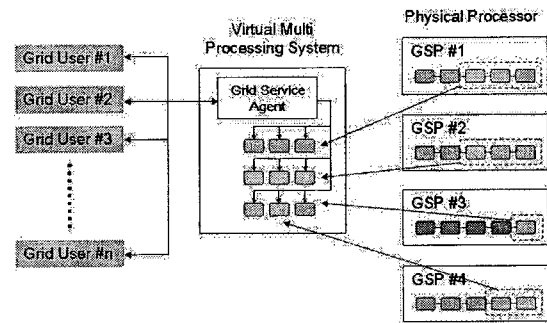 Virtual Multi
Processing System
Physical Processor
Grid User #1
Grid User #2
Grid User #3
Grid User #n
Grid Service
Agent
GSP #1
GSP #2
GSP #3
GSP #4